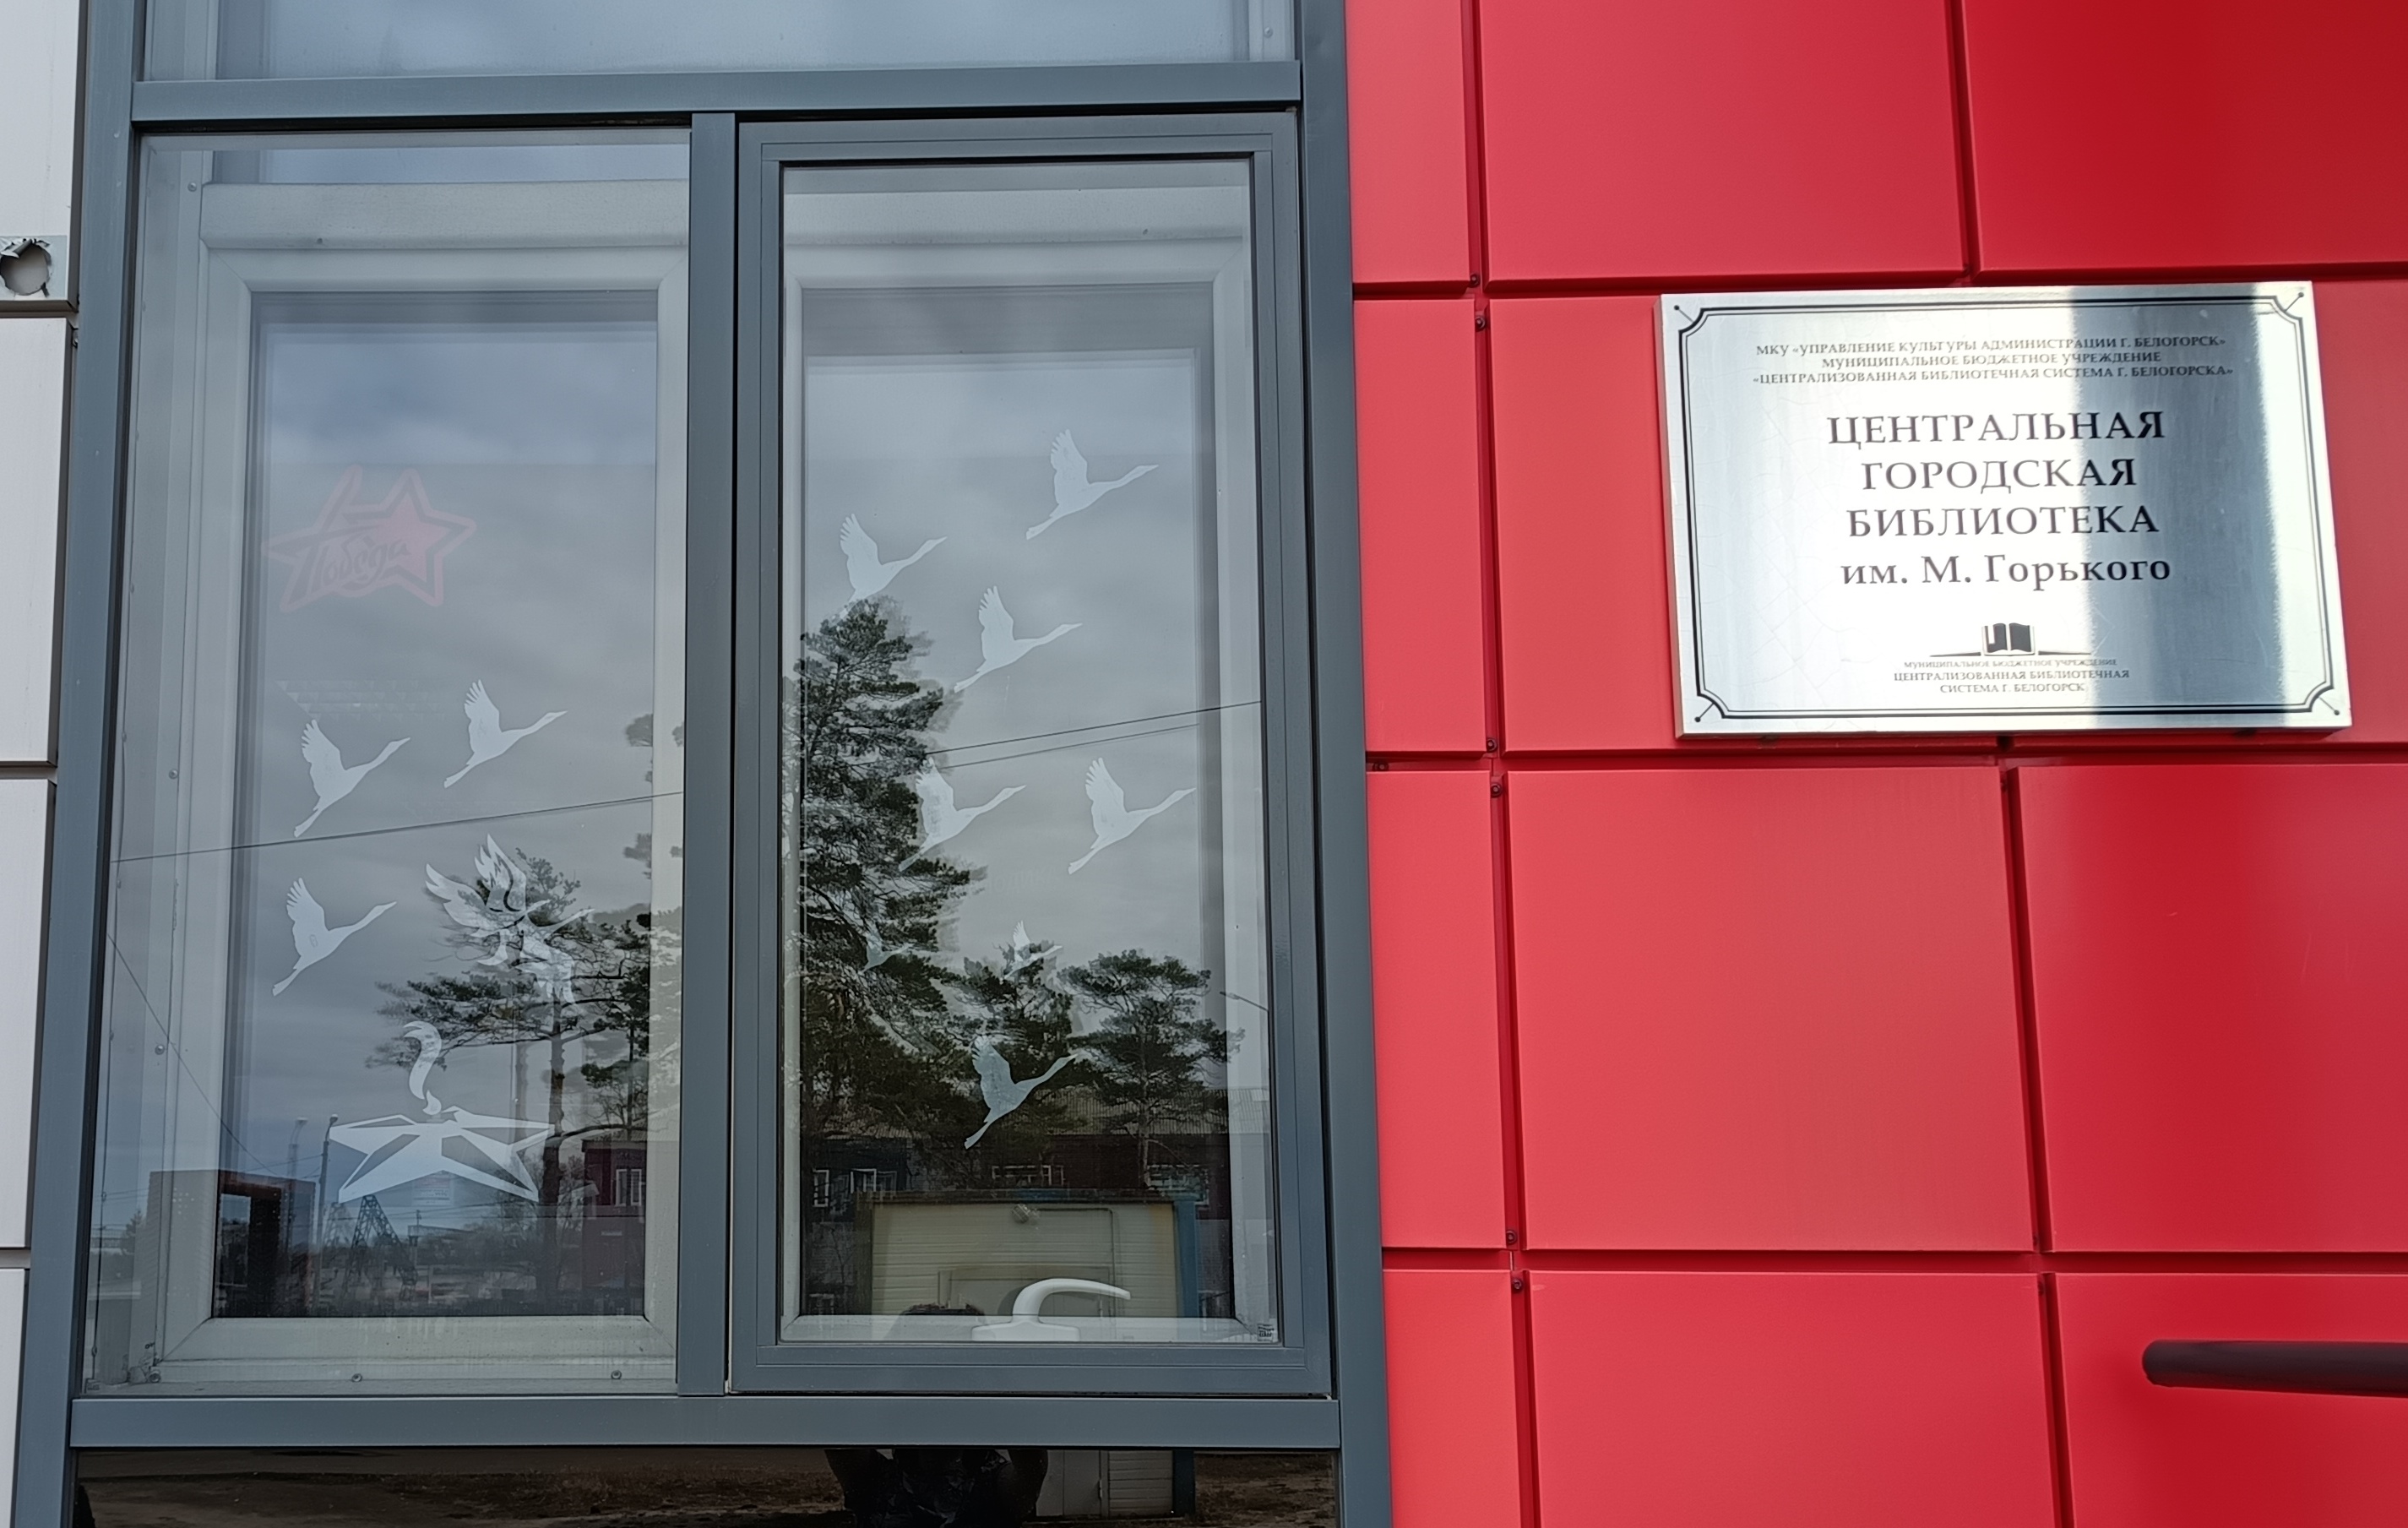 Победа
МКУ «УПРАВЛЕНИЕ КУЛЬТУРЫ АДМИНИСТРАЦИИ Г. БЕЛОГОРСК»
МУНИЦИПАЛЬНОЕ БЮДЖЕТНОЕ УЧРЕЖДЕНИЕ
«ЦЕНТРАЛИЗОВАННАЯ БИБЛИОТЕЧНАЯ СИСТЕМА Г. БЕЛОГОРСКА»
ЦЕНТРАЛЬНАЯ
ГОРОДСКАЯ
БИБЛИОТЕКА
им. М. Горького
МУНИЦИПАЛЬНОЕ БЮДЖЕТНОЕ УЧРЕЖДЕНИЕ
ЦЕНТРАЛИЗОВАННАЯ БИБЛИОТЕЧНАЯ
СИСТЕМА Г. БЕЛОГОРСК